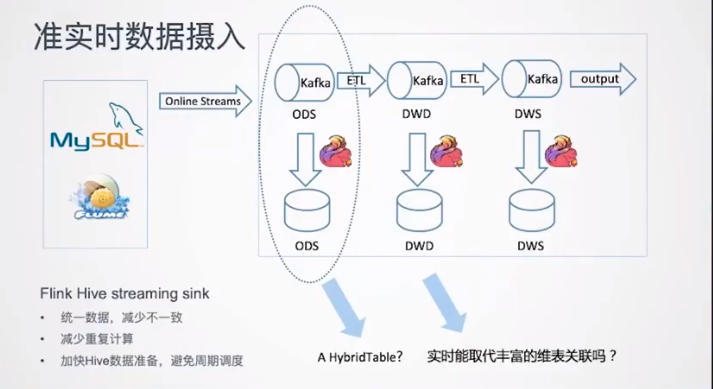 准实时数据摄入
MySQL
FLUME
Online Streams
Kafka
ETL
Kafka
ETL
Kafka
output
ODS
DWD
DWS
ODS
DWD
DWS
Flink Hive streaming sink
• 统一数据，减少不一致
• 减少重复计算
• 加快Hive数据准备，避免周期调度
A HybridTable?
实时能取代丰富的维表关联吗？